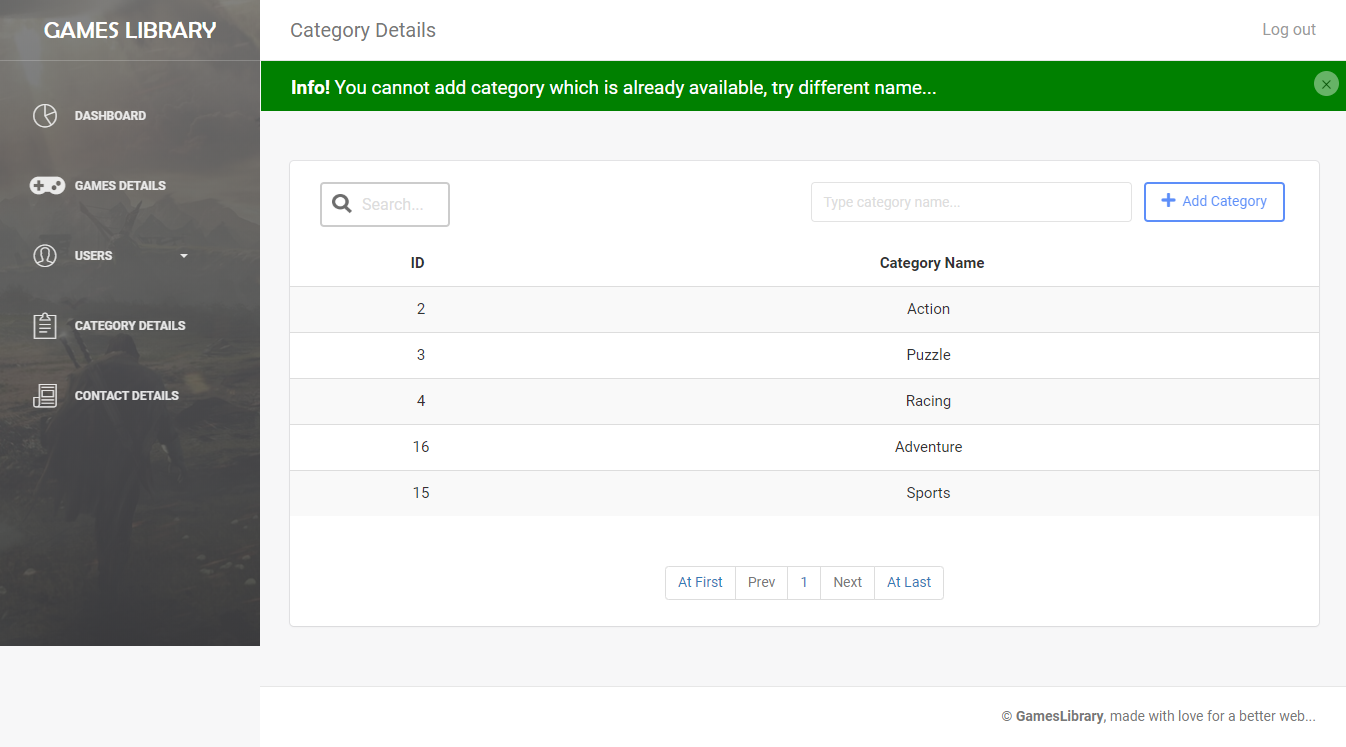 GAMES LIBRARY
Category Details
Log out
Info! You cannot add category which is already available, try different name...
DASHBOARD
GAMES DETAILS
USERS
CATEGORY DETAILS
CONTACT DETAILS
Search...
Type category name...
Add Category
ID Category Name
2 Action
3 Puzzle
4 Racing
16 Adventure
15 Sports
At First Prev 1 Next At Last
© GamesLibrary, made with love for a better web...